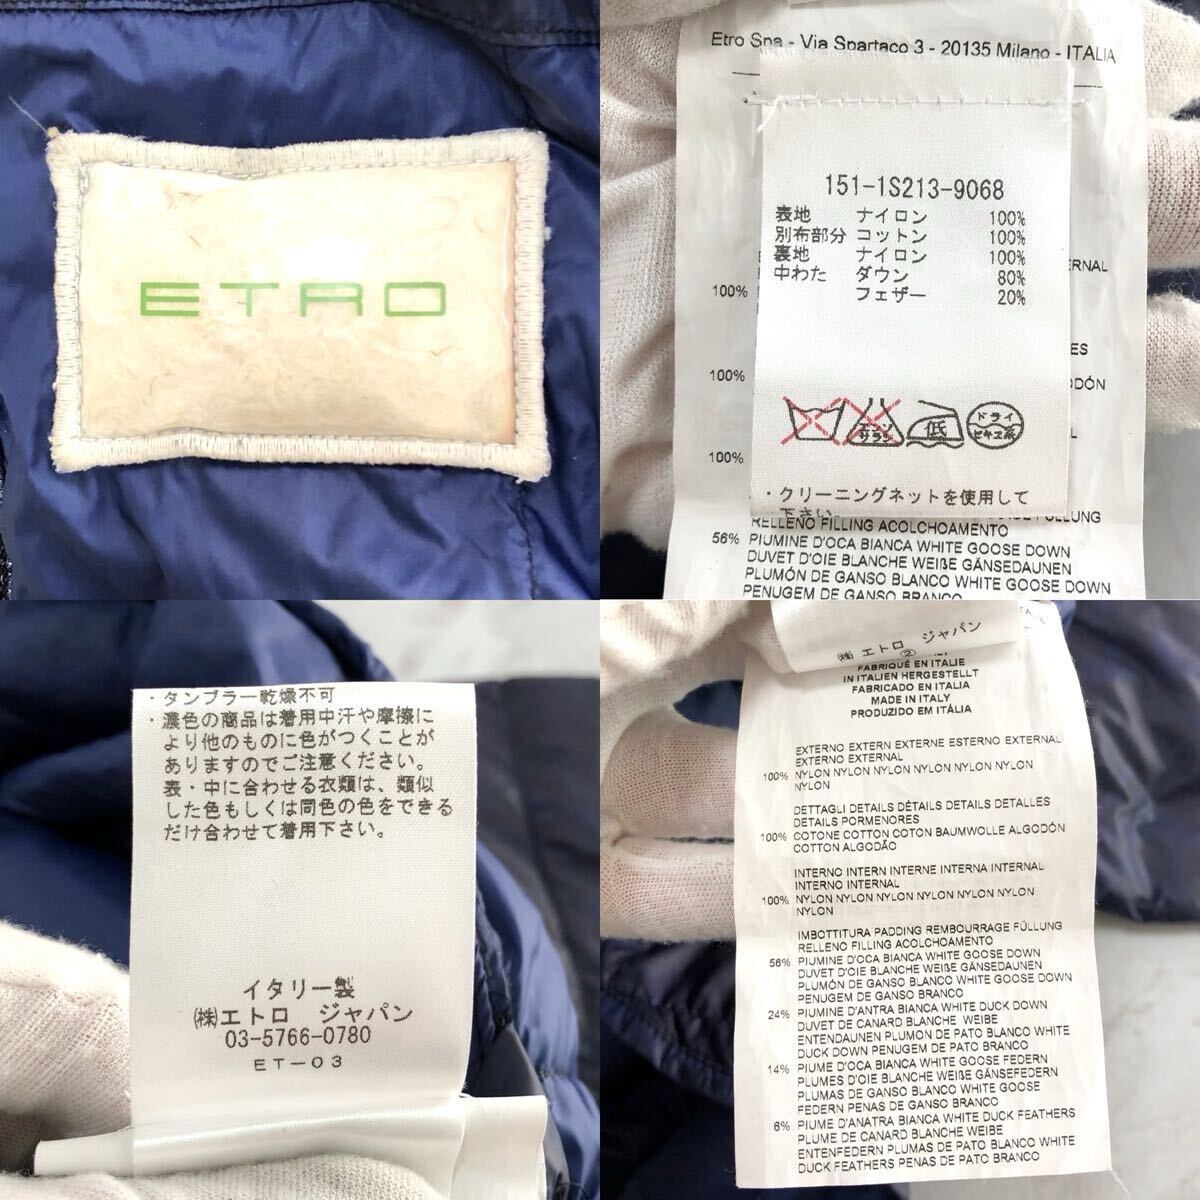 ETRO
Etro Spa - Via Spartaco 3 - 20135 Milano - ITALIA
151-1S213-9068
表地 ナイロン 100%
別布部分 コットン 100%
裏地 ナイロン 100%
中わた ダウン 80%
フェザー 20%
ERNAL
100%
ES
100%
DÓN
L
100%
低
ドライ
セキユ系
・クリーニングネットを使用して
下さい
FÜLLUNG
RELLENO FILLING ACOLCHOAMENTO
56% PIUMINE D'OCA BIANCA WHITE GOOSE DOWN
DUVET D'OIE BLANCHE WEIßE GÄNSEDAUNEN
PLUMÓN DE GANSO BLANCO WHITE GOOSE DOWN
PENUGEM DE GANSO BRANCO
・タンブラー乾燥不可
・濃色の商品は着用中汗や摩擦に
より他のものに色がつくことが
ありますのでご注意ください。
表・中に合わせる衣類は、類似
した色もしくは同色の色をできる
だけ合わせて着用下さい。
イタリー製
㈱エトロ ジャパン
03-5766-0780
ET-03
㈱エトロ ジャパン
②
FABRIQUÉ EN ITALIE
IN ITALIEN HERGESTELLT
FABRICADO EN ITALIA
MADE IN ITALY
PRODUZIDO EM ITÁLIA
EXTERNO EXTERN EXTERNE ESTERNO EXTERNAL
EXTERNO EXTERNAL
100% NYLON NYLON NYLON NYLON NYLON NYLON
NYLON
DETTAGLI DETAILS DÉTAILS DETAILS DETALLES
DETAILS PORMENORES
100% COTONE COTTON COTON BAUMWOLLE ALGODÓN
COTTON ALGODÃO
INTERNO INTERN INTERNE INTERNA INTERNAL
INTERNO INTERNAL
100% NYLON NYLON NYLON NYLON NYLON NYLON
NYLON
IMBOTTITURA PADDING REMBOURRAGE FÜLLUNG
RELLENO FILLING ACOLCHOAMENTO
56% PIUMINE D'OCA BIANCA WHITE GOOSE DOWN
DUVET D'OIE BLANCHE WEIßE GÄNSEDAUNEN
PLUMÓN DE GANSO BLANCO WHITE GOOSE DOWN
PENUGEM DE GANSO BRANCO
24% PIUMINE D'ANTRA BIANCA WHITE DUCK DOWN
DUVET DE CANARD BLANCHE WEIBE
ENTENDAUNEN PLUMON DE PATO BLANCO WHITE
DUCK DOWN PENUGEM DE PATO BRANCO
14% PIUME D'OCA BIANCA WHITE GOOSE FEDERN
PLUMES D'OIE BLANCHE WEIßE GÄNSEFEDERN
PLUMAS DE GANSO BLANCO WHITE GOOSE
FEDERN PENAS DE GANSO BRANCO
6% PIUME D'ANATRA BIANCA WHITE DUCK FEATHERS
PLUME DE CANARD BLANCHE WEIBE
ENTENFEDERN PLUMAS DE PATO BLANCO WHITE
DUCK FEATHERS PENAS DE PATO BRANCO